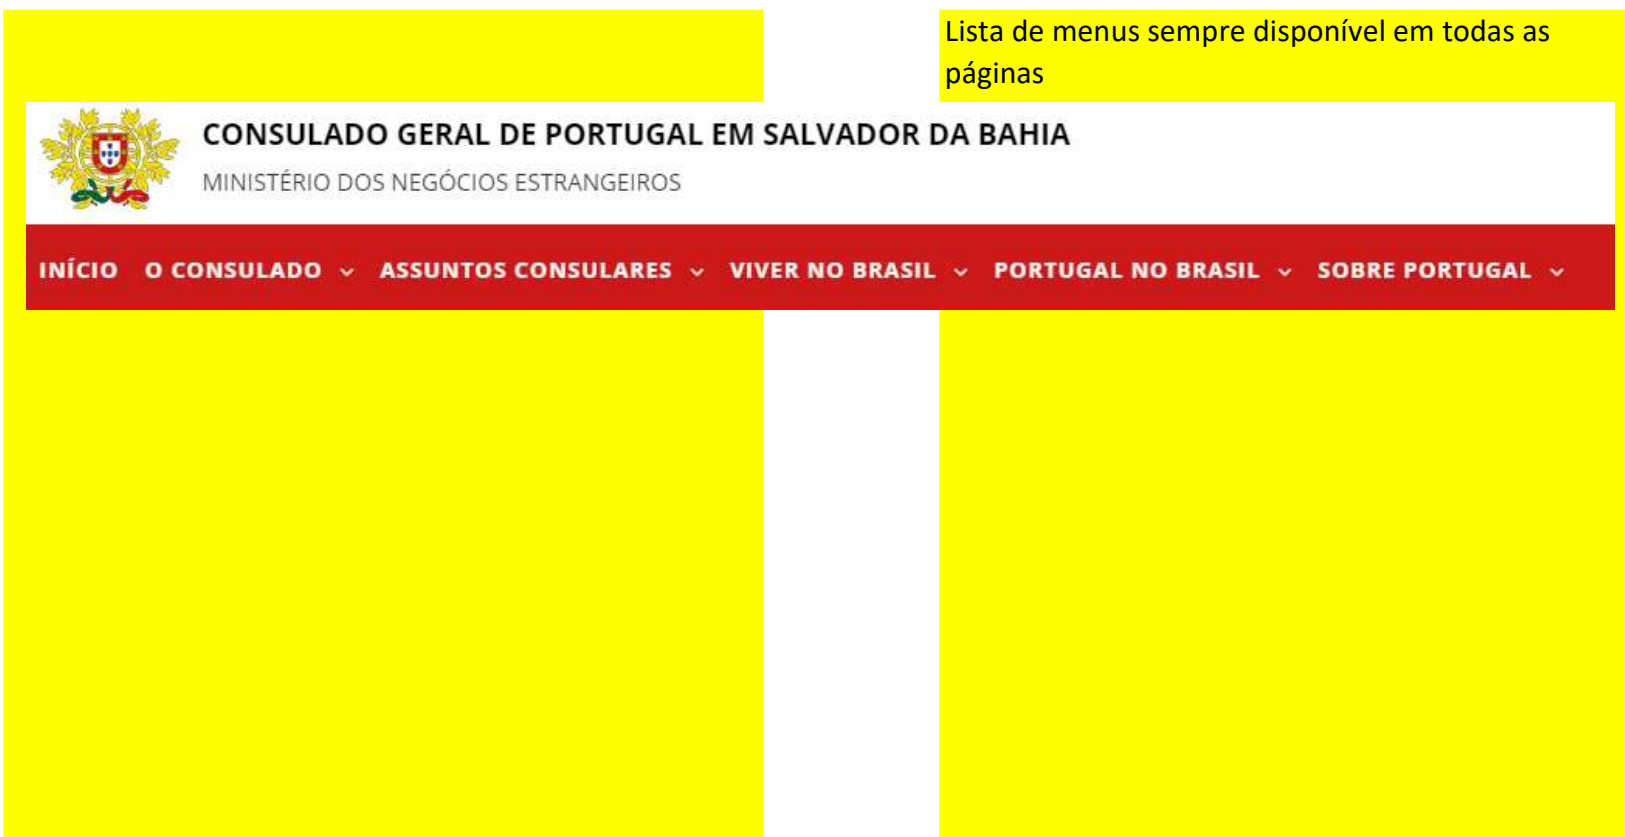 Lista de menus sempre disponível em todas as
páginas
CONSULADO GERAL DE PORTUGAL EM SALVADOR DA BAHIA
MINISTÉRIO DOS NEGÓCIOS ESTRANGEIROS
INÍCIO O CONSULADO ASSUNTOS CONSULARES VIVER NO BRASIL PORTUGAL NO BRASIL SOBRE PORTUGAL